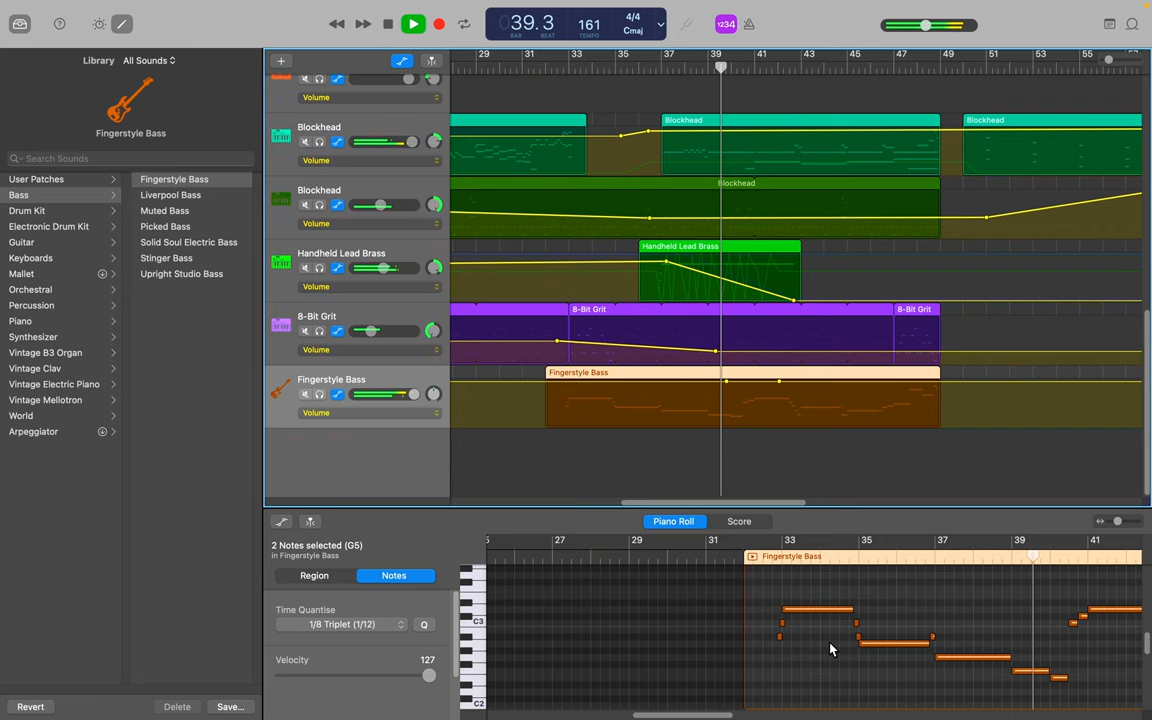 39.3
BAR
BEAT
161
TEMPO
4/4
Cmaj
1234
Library
All Sounds
Fingerstyle Bass
Search Sounds
User Patches
Bass
Drum Kit
Electronic Drum Kit
Guitar
Keyboards
Mallet
Orchestral
Percussion
Piano
Synthesizer
Vintage B3 Organ
Vintage Clav
Vintage Electric Piano
Vintage Mellotron
World
Arpeggiator
Fingerstyle Bass
Liverpool Bass
Muted Bass
Picked Bass
Solid Soul Electric Bass
Stinger Bass
Upright Studio Bass
Revert
Delete
Save...
29 31 33 35 37 39 41 43 45 47 49 51 53 55 57
Volume
Blockhead
Volume
Blockhead
Blockhead
Blockhead
Volume
Blockhead
Handheld Lead Brass
Volume
Handheld Lead Brass
8-Bit Grit
Volume
8-Bit Grit
8-Bit Grit
Fingerstyle Bass
Volume
Fingerstyle Bass
Piano Roll
Score
2 Notes selected (G5)
in Fingerstyle Bass
Region
Notes
Time Quantise
1/8 Triplet (1/12)
Q
Velocity
127
27 29 31 33 35 37 39 41
Fingerstyle Bass
C3
C2